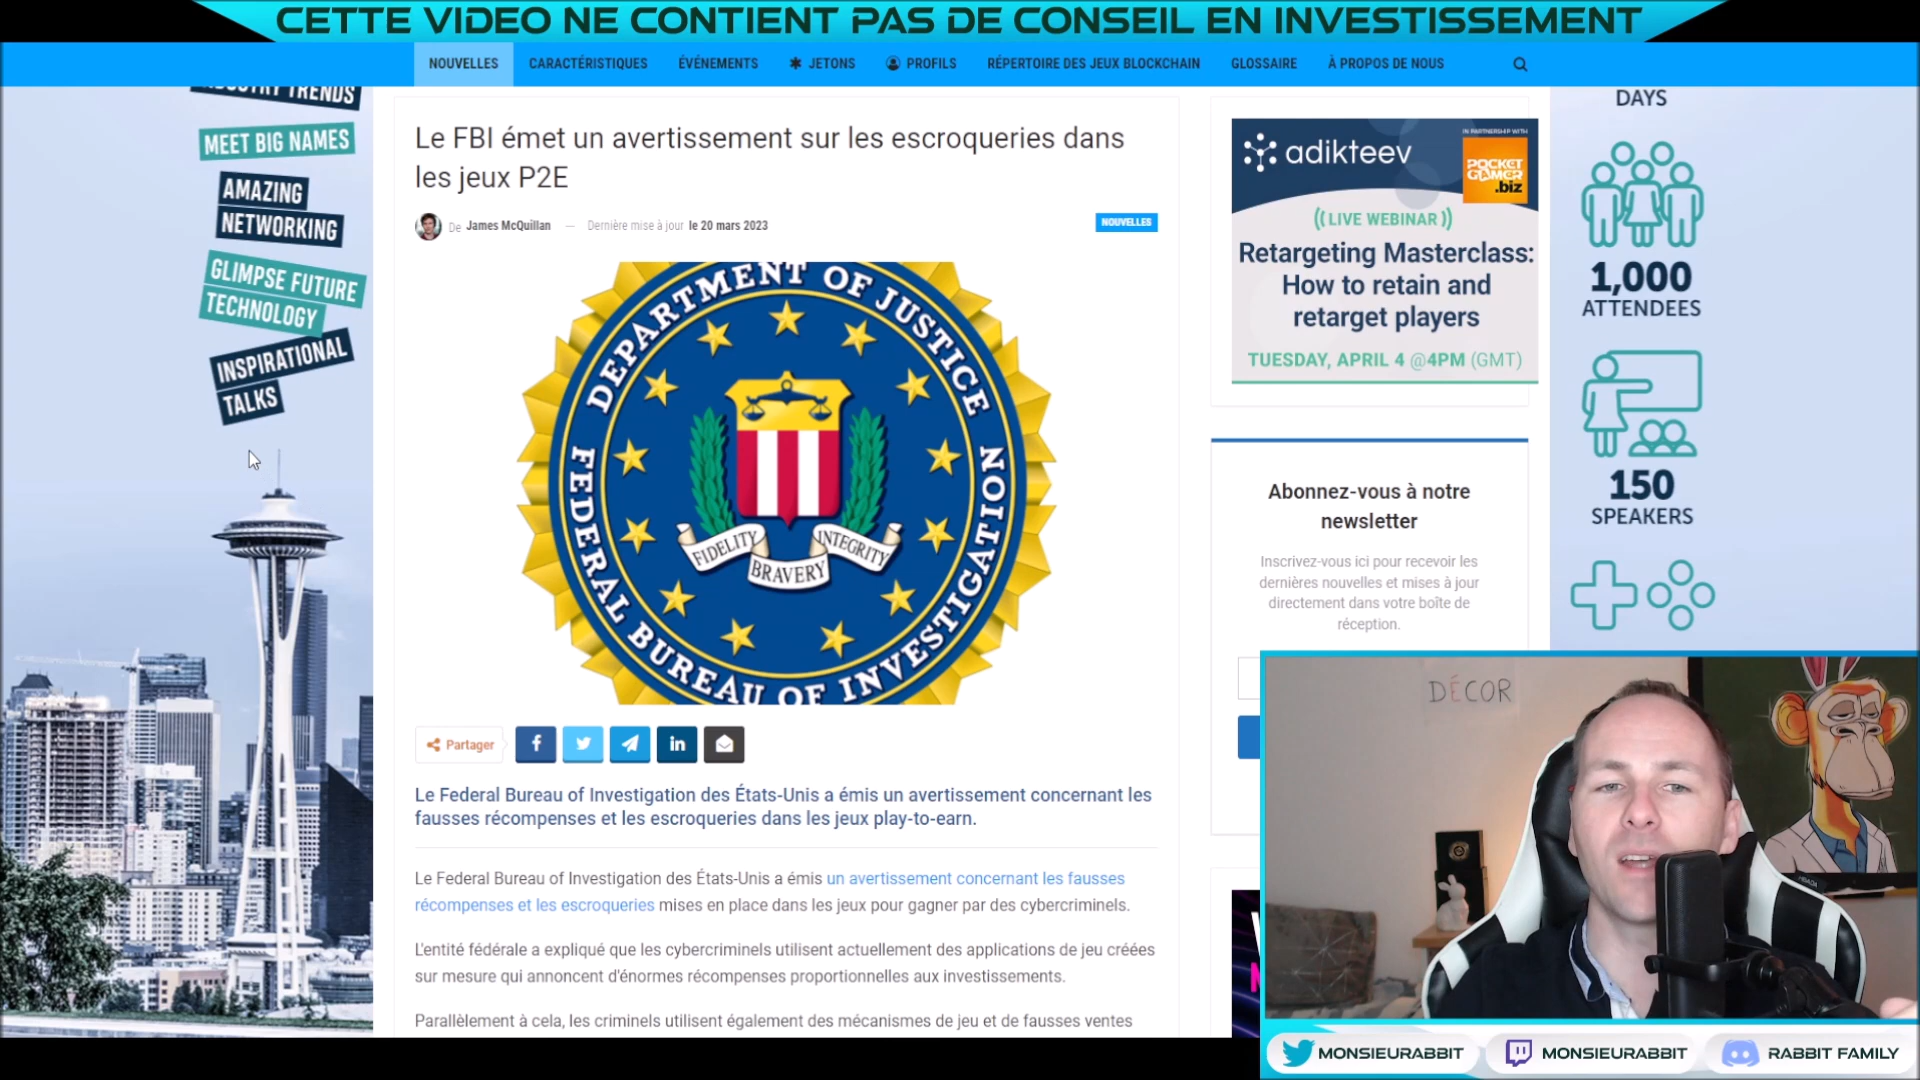 CETTE VIDEO NE CONTIENT PAS DE CONSEIL EN INVESTISSEMENT
NOUVELLES CARACTÉRISTIQUES ÉVÉNEMENTS JETONS PROFILS RÉPERTOIRE DES JEUX BLOCKCHAIN GLOSSAIRE À PROPOS DE NOUS
INDUSTRY TRENDS
MEET BIG NAMES
AMAZING
NETWORKING
GLIMPSE FUTURE
TECHNOLOGY
INSPIRATIONAL
TALKS
Le FBI émet un avertissement sur les escroqueries dans
les jeux P2E
De James McQuillan — Dernière mise à jour le 20 mars 2023
NOUVELLES
DEPARTMENT OF JUSTICE
FEDERAL BUREAU OF INVESTIGATION
FIDELITY
BRAVERY
INTEGRITY
Partager
Le Federal Bureau of Investigation des États-Unis a émis un avertissement concernant les
fausses récompenses et les escroqueries dans les jeux play-to-earn.
Le Federal Bureau of Investigation des États-Unis a émis un avertissement concernant les fausses
récompenses et les escroqueries mises en place dans les jeux pour gagner par des cybercriminels.
L'entité fédérale a expliqué que les cybercriminels utilisent actuellement des applications de jeu créées
sur mesure qui annoncent d'énormes récompenses proportionnelles aux investissements.
Parallèlement à cela, les criminels utilisent également des mécanismes de jeu et de fausses ventes
adikteev
IN PARTNERSHIP WITH
POCKET
GAMER
.biz
LIVE WEBINAR
Retargeting Masterclass:
How to retain and
retarget players
TUESDAY, APRIL 4 @4PM (GMT)
Abonnez-vous à notre
newsletter
Inscrivez-vous ici pour recevoir les
dernières nouvelles et mises à jour
directement dans votre boîte de
réception.
DAYS
1,000
ATTENDEES
150
SPEAKERS
DÉCOR
MONSIEURABBIT MONSIEURABBIT RABBIT FAMILY